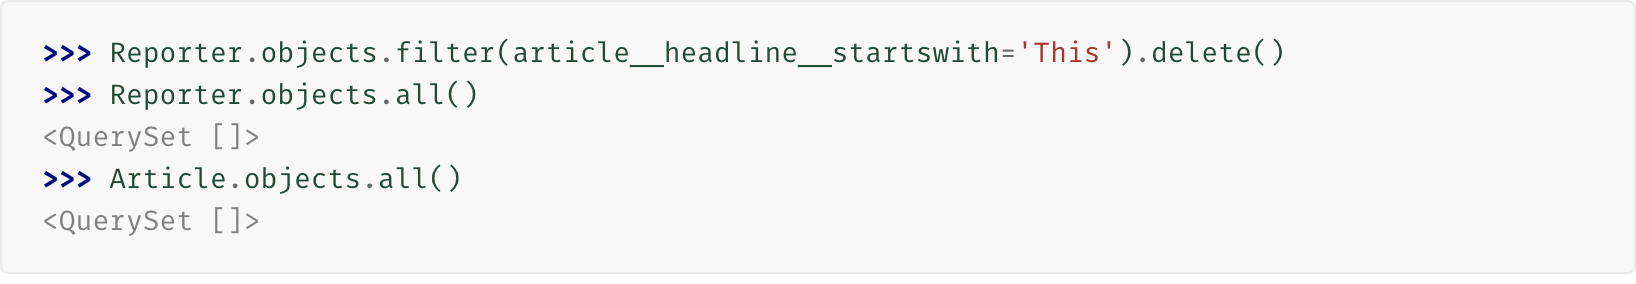 >>> Reporter.objects.filter(article__headline__startswith='This').delete()
>>> Reporter.objects.all()
<QuerySet []>
>>> Article.objects.all()
<QuerySet []>